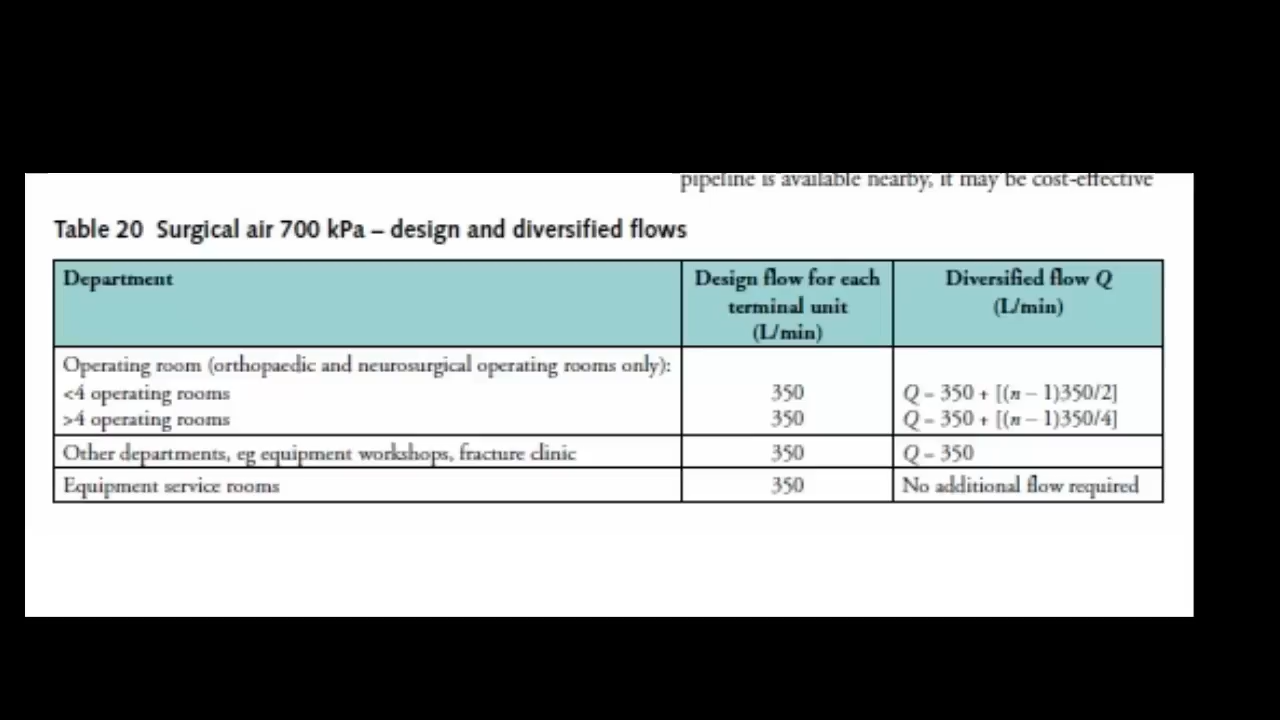 pipeline is available nearby, it may be cost-effective
Table 20 Surgical air 700 kPa – design and diversified flows
Department
Design flow for each
terminal unit
(L/min)
Diversified flow Q
(L/min)
Operating room (orthopaedic and neurosurgical operating rooms only):
<4 operating rooms 350 Q = 350 + [(n – 1)350/2]
>4 operating rooms 350 Q = 350 + [(n – 1)350/4]
Other departments, eg equipment workshops, fracture clinic 350 Q = 350
Equipment service rooms 350 No additional flow required